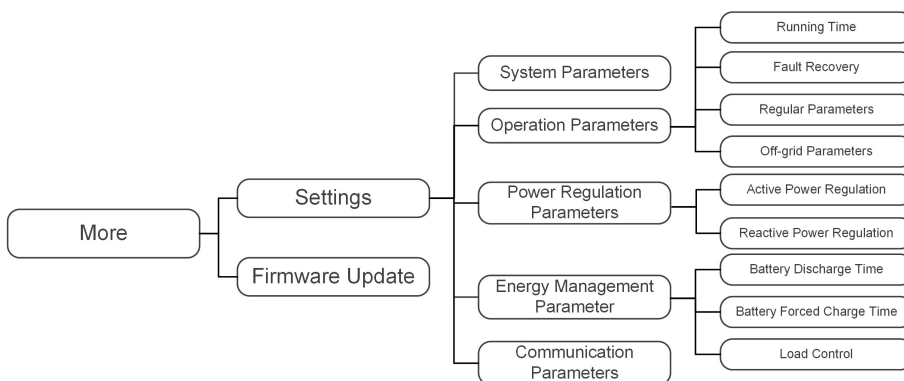 More
Settings
Firmware Update
System Parameters
Operation Parameters
Power Regulation
Parameters
Energy Management
Parameter
Communication
Parameters
Running Time
Fault Recovery
Regular Parameters
Off-grid Parameters
Active Power Regulation
Reactive Power Regulation
Battery Discharge Time
Battery Forced Charge Time
Load Control